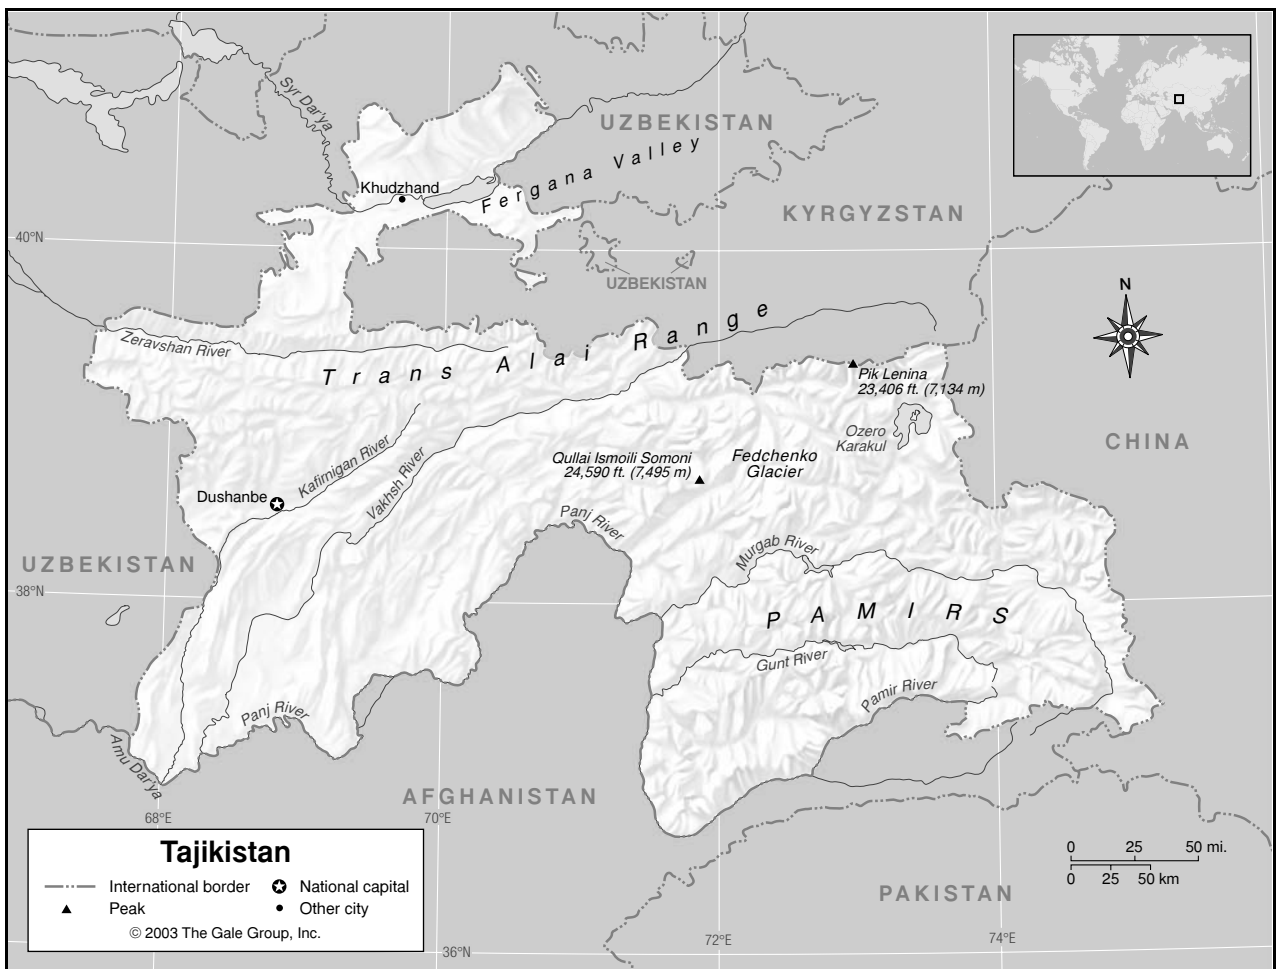 Syr Dar'ya
UZBEKISTAN
Fergana Valley
Khudzhand
KYRGYZSTAN
40°N
UZBEKISTAN
N
Trans Alai Range
Zeravshan River
Pik Lenina
23,406 ft. (7,134 m)
Ozero
Karakul
CHINA
Kafirnigan River
Vakhsh River
Qullai Ismoili Somoni
24,590 ft. (7,495 m)
Fedchenko
Glacier
Dushanbe
Panj River
Murgab River
UZBEKISTAN
38°N
PAMIRS
Gunt River
Pamir River
Panj River
Amu Dar'ya
AFGHANISTAN
68°E
70°E
Tajikistan
International border
National capital
Peak
Other city
© 2003 The Gale Group, Inc.
0 25 50 mi.
0 25 50 km
PAKISTAN
36°N
72°E
74°E